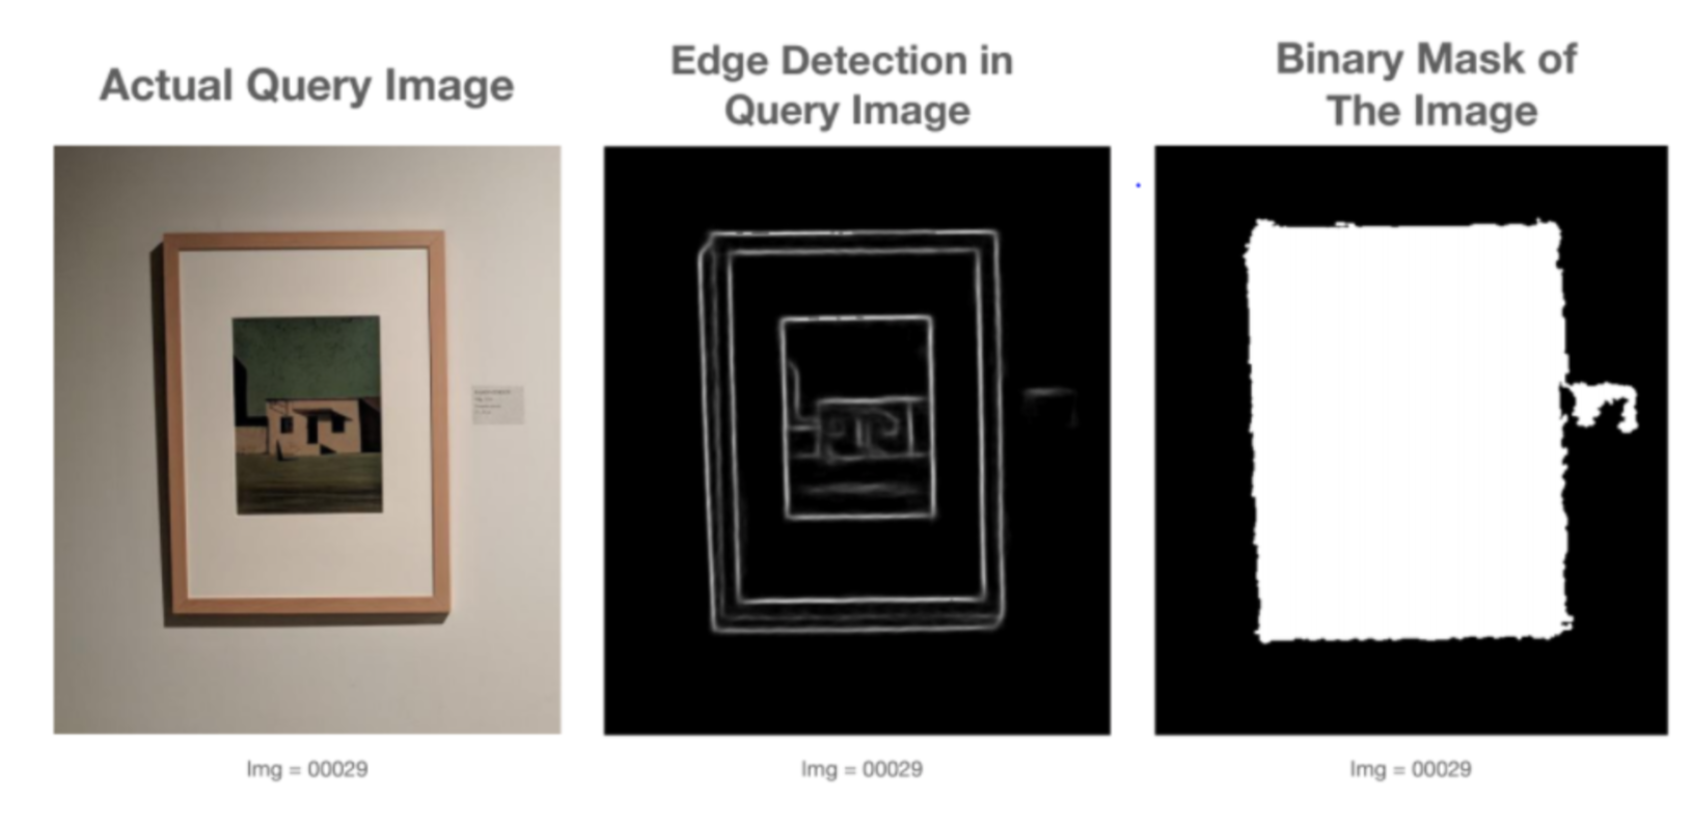 Actual Query Image
Edge Detection in
Query Image
Binary Mask of
The Image
Img = 00029
Img = 00029
Img = 00029